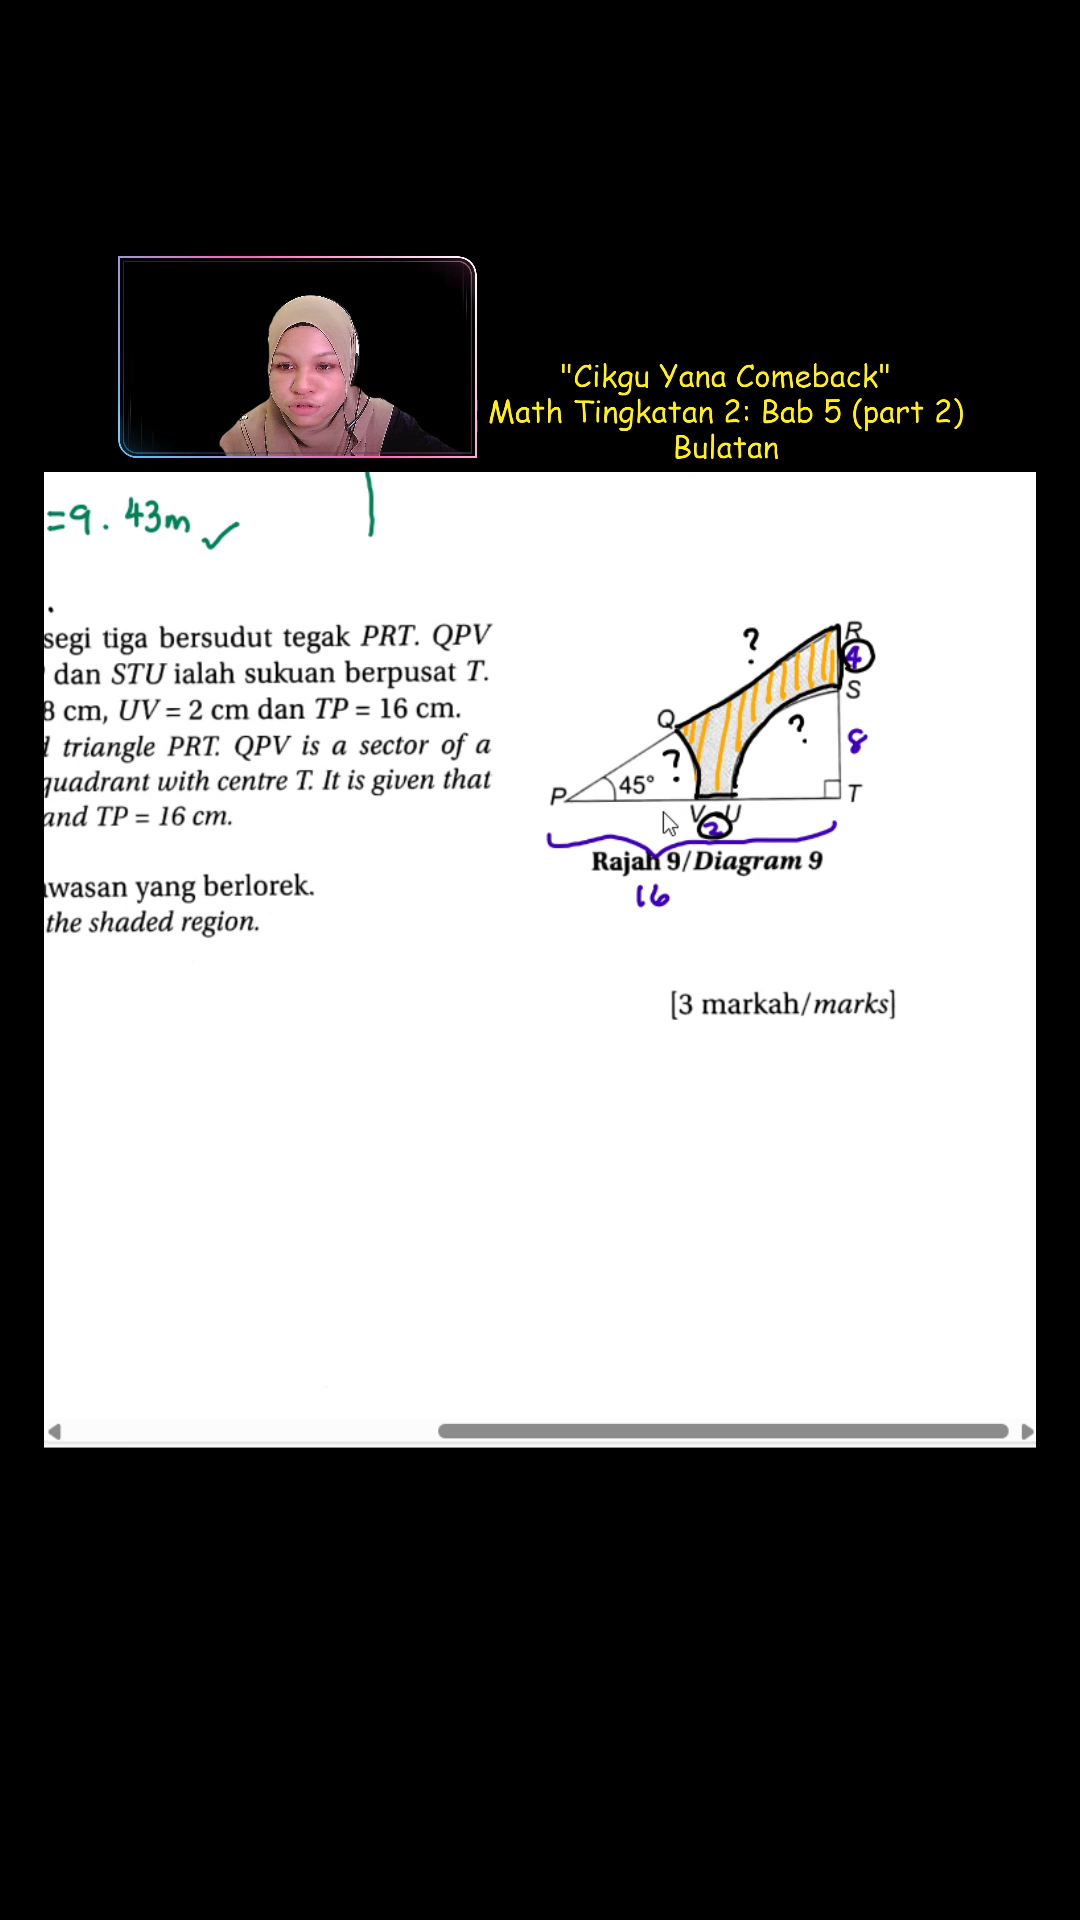 "Cikgu Yana Comeback"
Math Tingkatan 2: Bab 5 (part 2)
Bulatan
=9.43m ✓
segi tiga bersudut tegak PRT. QPV
dan STU ialah sukuan berpusat T.
8 cm, UV = 2 cm dan TP = 16 cm.
triangle PRT. QPV is a sector of a
quadrant with centre T. It is given that
and TP = 16 cm.
wasan yang berlorek.
the shaded region.
R
?
4
S
Q
?
8
?
45°
P
T
V
2
U
Rajah 9/Diagram 9
16
[3 markah/marks]